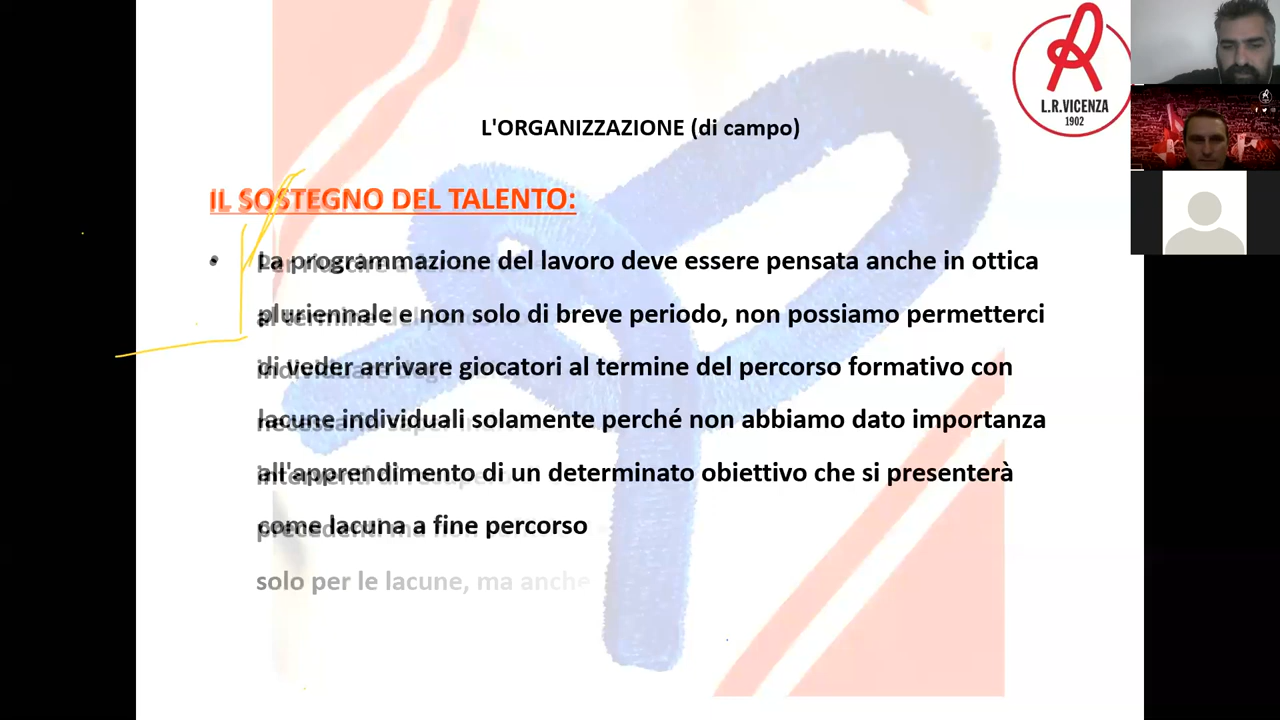 L'ORGANIZZAZIONE (di campo)
L.R.VICENZA
1902
IL SOSTEGNO DEL TALENTO:
• La programmazione del lavoro deve essere pensata anche in ottica
pluriennale e non solo di breve periodo, non possiamo permetterci
di veder arrivare giocatori al termine del percorso formativo con
lacune individuali solamente perché non abbiamo dato importanza
all'apprendimento di un determinato obiettivo che si presenterà
come lacuna a fine percorso
solo per le lacune, ma anche